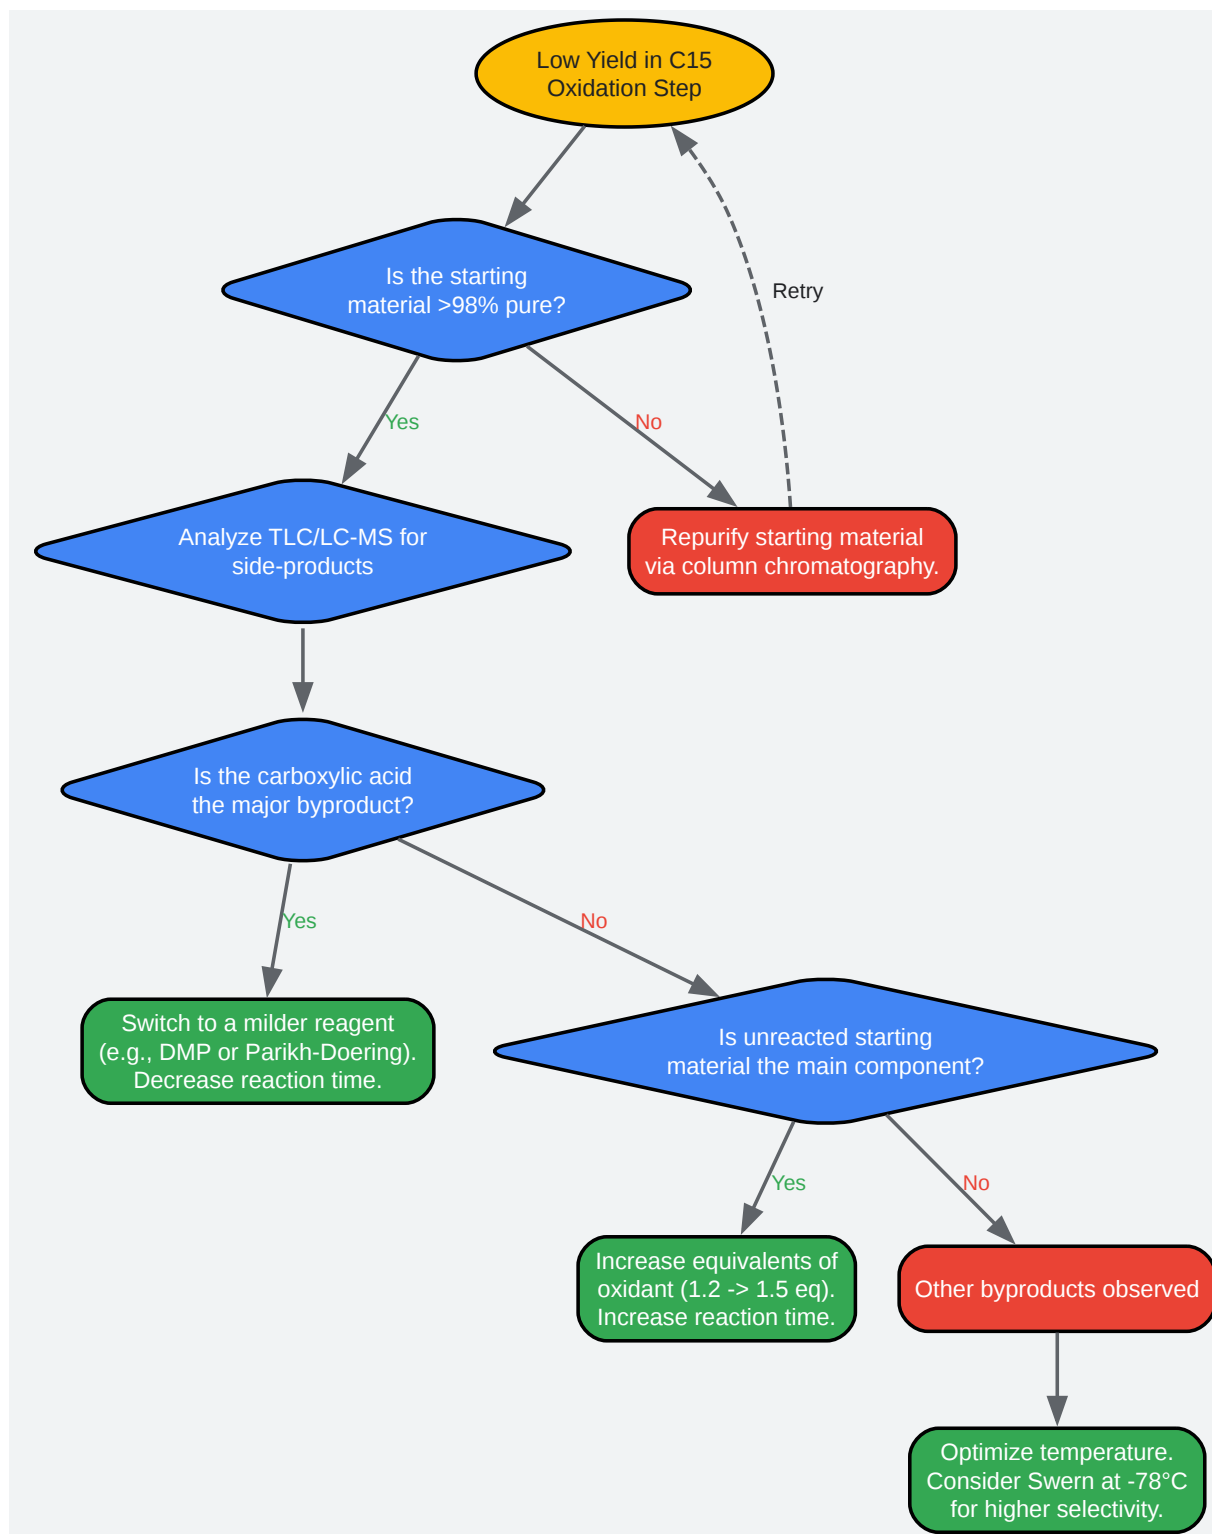 Low Yield in C15
Oxidation Step
Is the starting
material >98% pure?
Retry
Yes
No
Analyze TLC/LC-MS for
side-products
Repurify starting material
via column chromatography.
Is the carboxylic acid
the major byproduct?
Yes
No
Switch to a milder reagent
(e.g., DMP or Parikh-Doering).
Decrease reaction time.
Is unreacted starting
material the main component?
Yes
No
Increase equivalents of
oxidant (1.2 -> 1.5 eq).
Increase reaction time.
Other byproducts observed
Optimize temperature.
Consider Swern at -78°C
for higher selectivity.